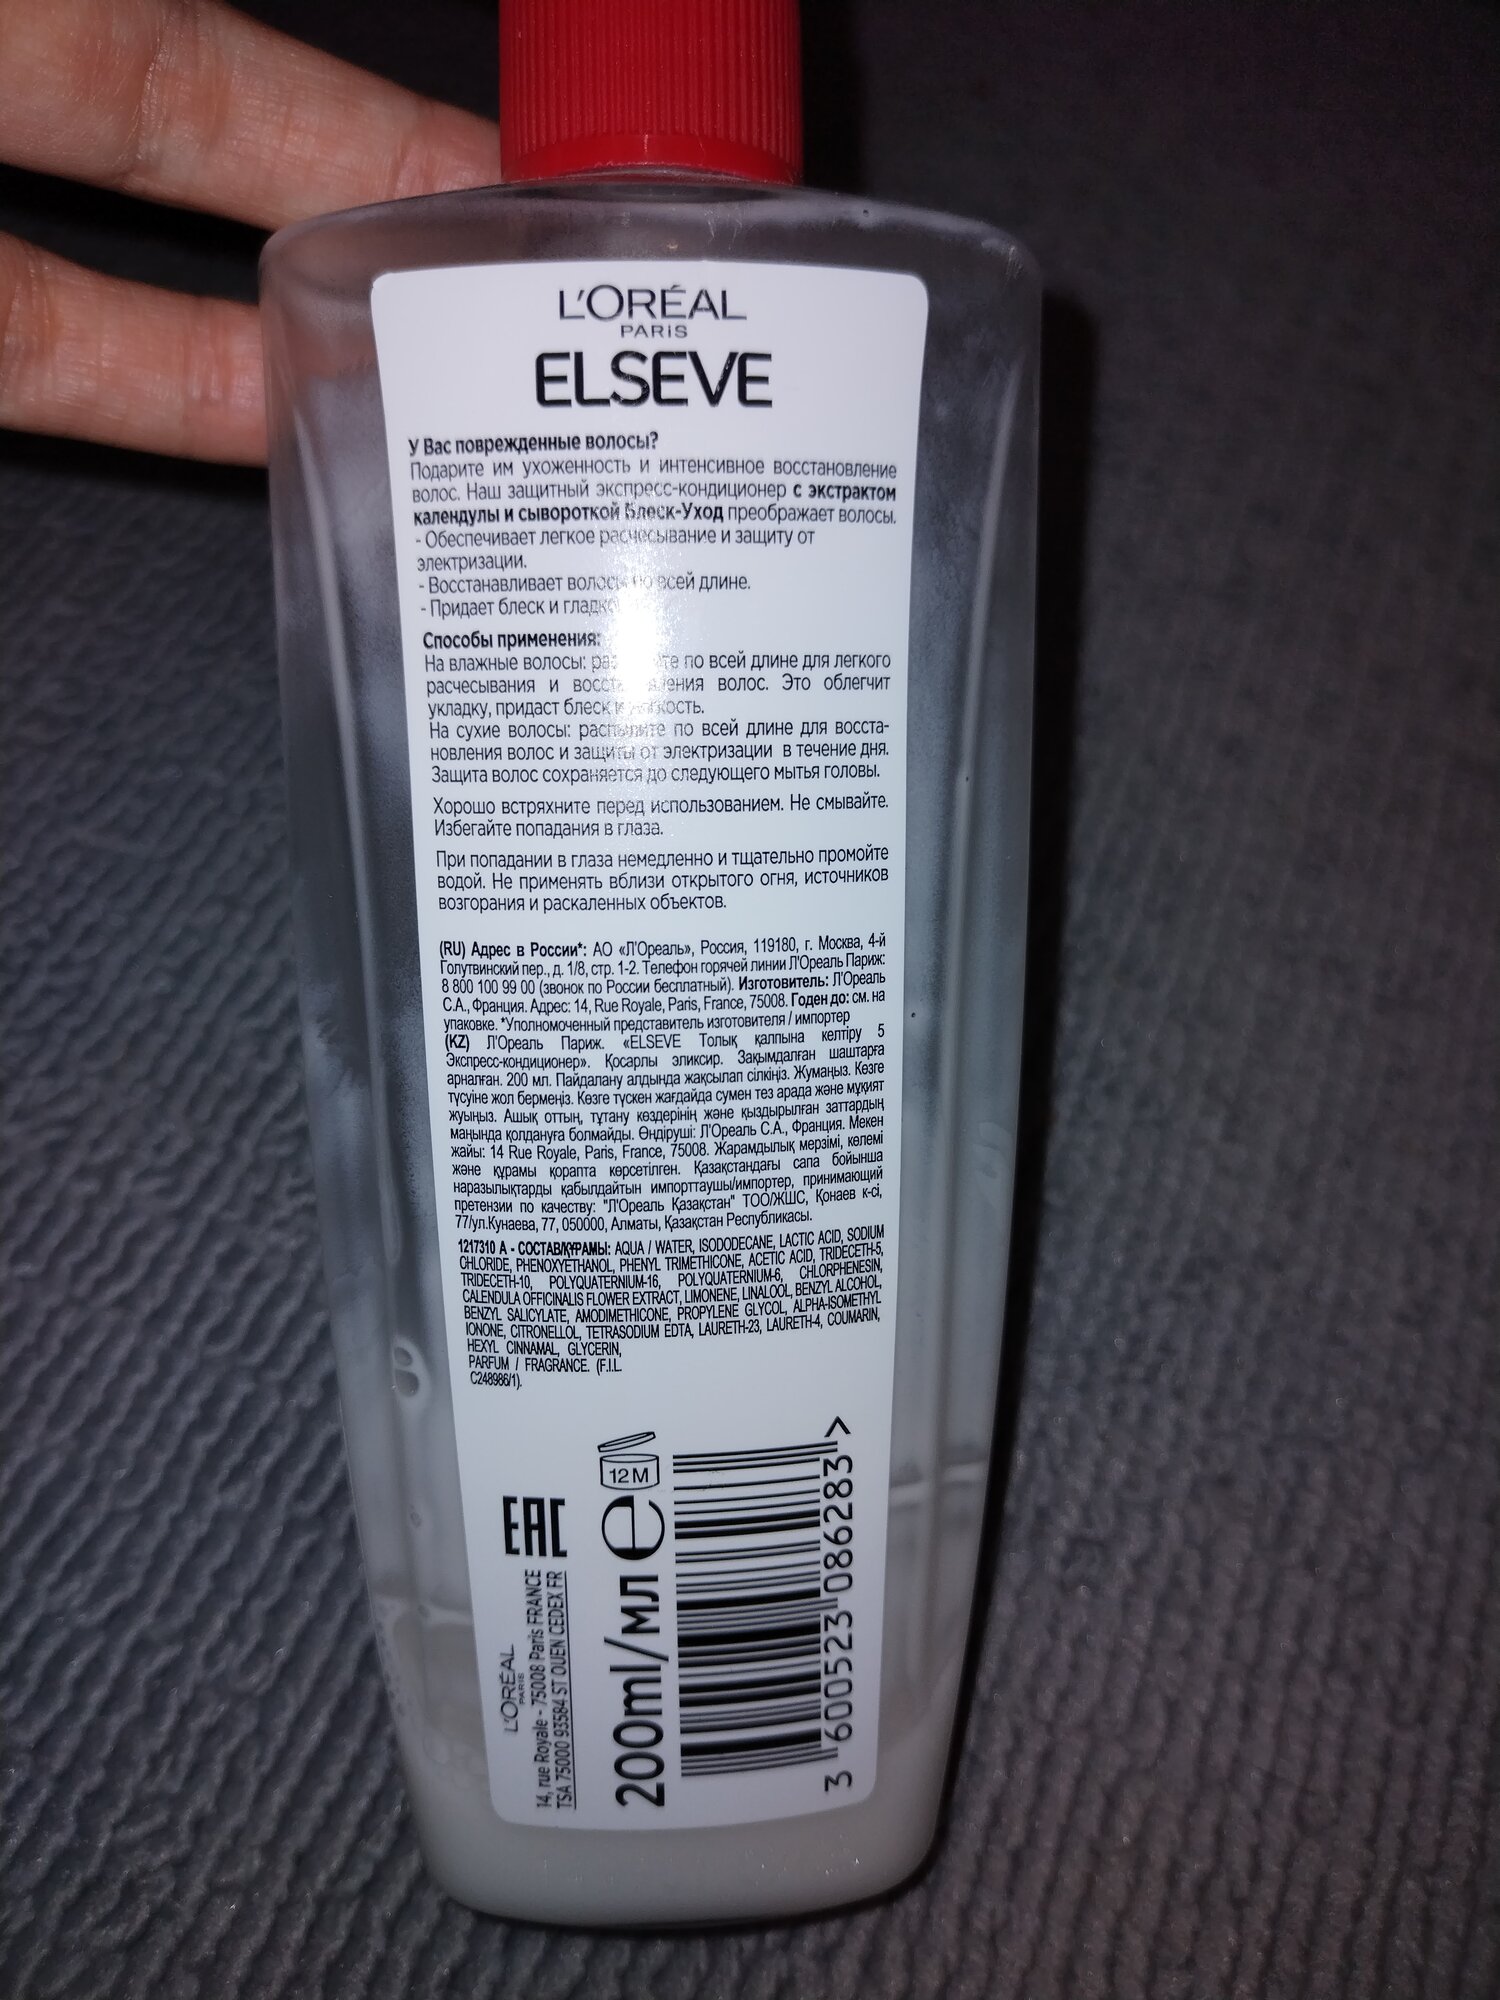 L'ORÉAL
PARIS
ELSEVE
У Вас поврежденные волосы?
Подарите им ухоженность и интенсивное восстановление
волос. Наш защитный экспресс-кондиционер с экстрактом
календулы и сывороткой Блеск-Уход преображает волосы.
- Обеспечивает легкое расчесывание и защиту от
электризации.
- Восстанавливает волосы по всей длине.
- Придает блеск и
Способы применения:
На влажные волосы: по всей длине для легкого
расчесывания и восстановления волос. Это облегчит
укладку, придаст блеск и
На сухие волосы: распылите по всей длине для восста-
новления волос и защиты от электризации в течение дня.
Защита волос сохраняется до следующего мытья головы.
Хорошо встряхните перед использованием. Не смывайте.
Избегайте попадания в глаза.
При попадании в глаза немедленно и тщательно промойте
водой. Не применять вблизи открытого огня, источников
возгорания и раскаленных объектов.
(RU) Адрес в России*: АО «Л'Ореаль», Россия, 119180, г. Москва, 4-й
Голутвинский пер., д. 1/8, стр. 1-2. Телефон горячей линии Л'Ореаль Париж:
8 800 100 99 00 (звонок по России бесплатный). Изготовитель: Л'Ореаль
С.А., Франция. Адрес: 14, Rue Royale, Paris, France, 75008. Годен до: см. на
упаковке. *Уполномоченный представитель изготовителя / импортер
(KZ) Л'Ореаль Париж. «ELSEVE Толық қалпына келтіру 5
Экспресс-кондиционер». Қосарлы эликсир. Зақымдалған шаштарға
арналған. 200 мл. Пайдалану алдында жақсылап сілкіңіз. Жумаңыз. Көзге
түсуіне жол бермеңіз. Көзге түскен жағдайда сумен тез арада және мұқият
жуыңыз. Ашық оттың, тұтану көздерінің және қыздырылған заттардың
маңында қолдануға болмайды. Өндіруші: Л'Ореаль С.А., Франция. Мекен
жайы: 14 Rue Royale, Paris, France, 75008. Жарамдылық мерзімі, көлемі
және құрамы қорапта көрсетілген. Қазақстандағы сапа бойынша
наразылықтарды қабылдайтын импорттаушы/импортер, принимающий
претензии по качеству: "Л'Ореаль Қазақстан" ТОО/ЖШС, Қонаев к-сі,
77/ул.Кунаева, 77, 050000, Алматы, Қазақстан Республикасы.
1217310 A - СОСТАВ/ҚҰРАМЫ: AQUA / WATER, ISODODECANE, LACTIC ACID, SODIUM
CHLORIDE, PHENOXYETHANOL, PHENYL TRIMETHICONE, ACETIC ACID, TRIDECETH-5,
TRIDECETH-10, POLYQUATERNIUM-16, POLYQUATERNIUM-6, CHLORPHENESIN,
CALENDULA OFFICINALIS FLOWER EXTRACT, LIMONENE, LINALOOL, BENZYL ALCOHOL,
BENZYL SALICYLATE, AMODIMETHICONE, PROPYLENE GLYCOL, ALPHA-ISOMETHYL
IONONE, CITRONELLOL, TETRASODIUM EDTA, LAURETH-23, LAURETH-4, COUMARIN,
HEXYL CINNAMAL, GLYCERIN,
PARFUM / FRAGRANCE. (F.I.L.
C248986/1).
12M
EAC
L'ORÉAL
PARIS
14, rue Royale - 75008 Paris FRANCE
TSA 75000 93584 ST OUEN CEDEX FR
200ml/мл e
3 600523 086283 >